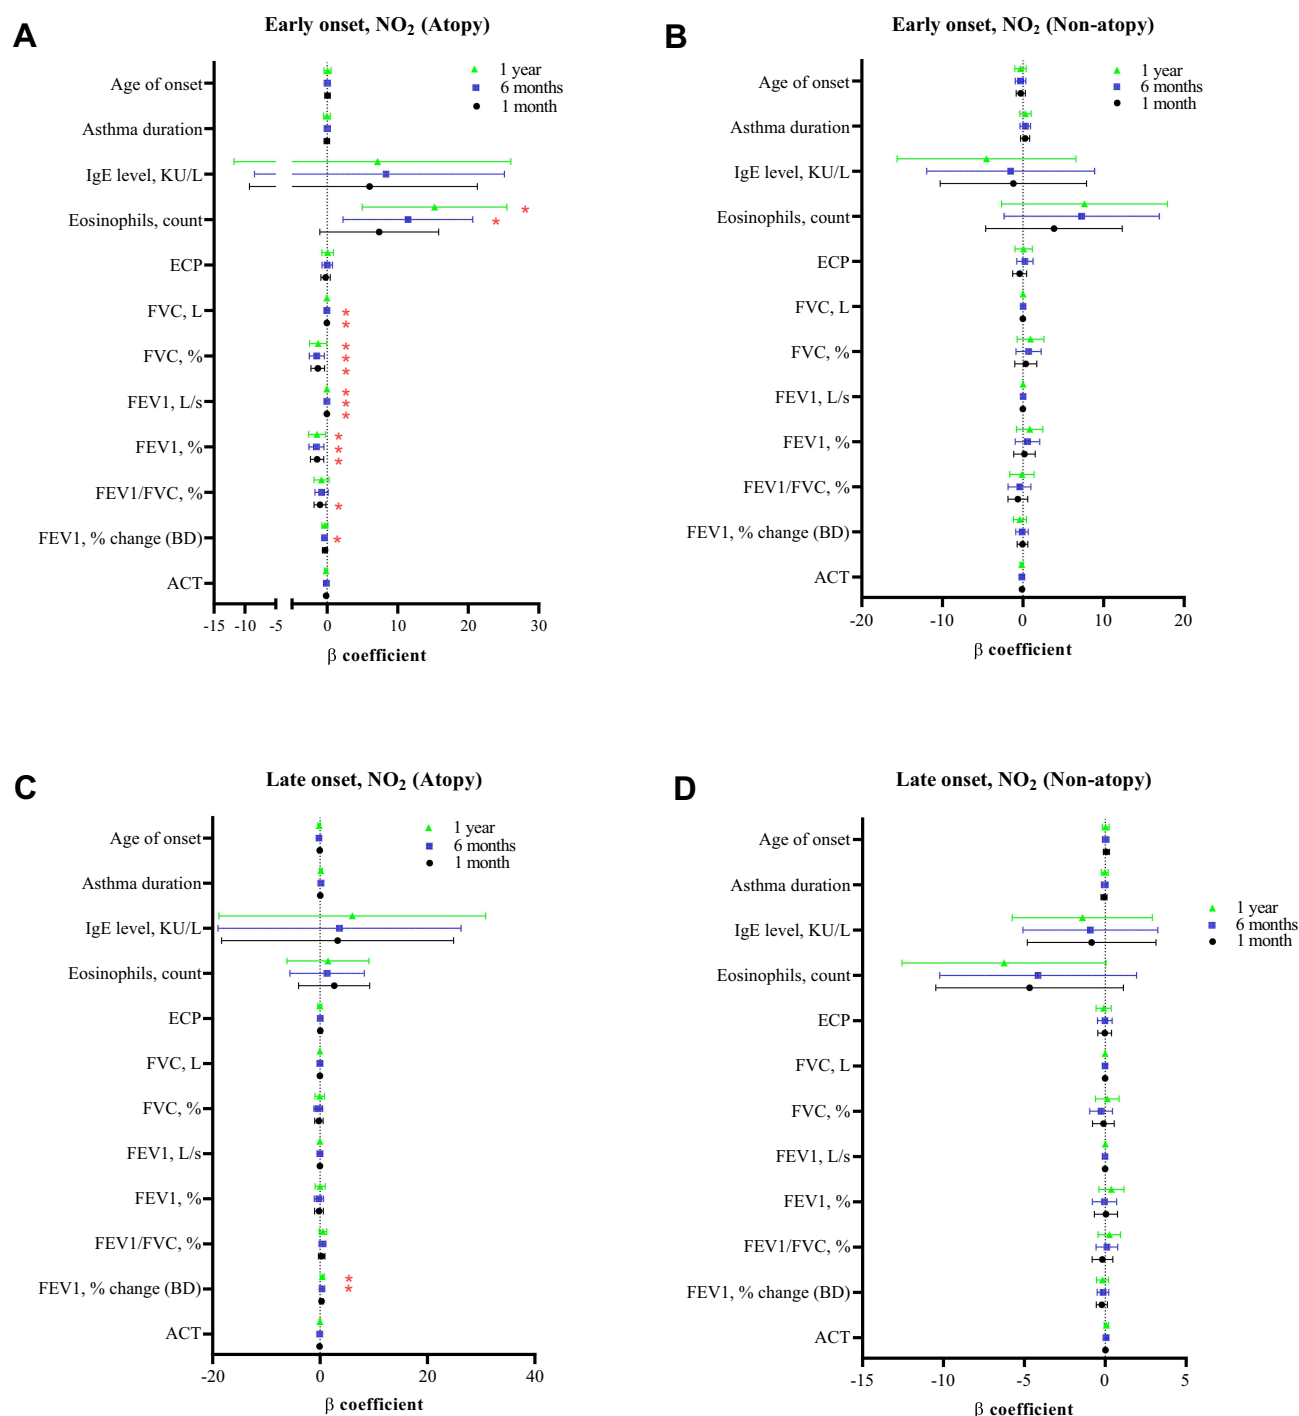 A
Early onset, NO2 (Atopy)
1 year
6 months
1 month
Age of onset
Asthma duration
IgE level, KU/L
Eosinophils, count
*
*
ECP
FVC, L
*
*
FVC, %
*
*
*
FEV1, L/s
*
*
*
FEV1, %
*
*
*
FEV1/FVC, %
*
FEV1, % change (BD)
*
ACT
-15 -10 -5 0 10 20 30
β coefficient
B
Early onset, NO2 (Non-atopy)
1 year
6 months
1 month
Age of onset
Asthma duration
IgE level, KU/L
Eosinophils, count
ECP
FVC, L
FVC, %
FEV1, L/s
FEV1, %
FEV1/FVC, %
FEV1, % change (BD)
ACT
-20 -10 0 10 20
β coefficient
C
Late onset, NO2 (Atopy)
1 year
6 months
1 month
Age of onset
Asthma duration
IgE level, KU/L
Eosinophils, count
ECP
FVC, L
FVC, %
FEV1, L/s
FEV1, %
FEV1/FVC, %
FEV1, % change (BD)
*
*
ACT
-20 0 20 40
β coefficient
D
Late onset, NO2 (Non-atopy)
1 year
6 months
1 month
Age of onset
Asthma duration
IgE level, KU/L
Eosinophils, count
ECP
FVC, L
FVC, %
FEV1, L/s
FEV1, %
FEV1/FVC, %
FEV1, % change (BD)
ACT
-15 -10 -5 0 5
β coefficient